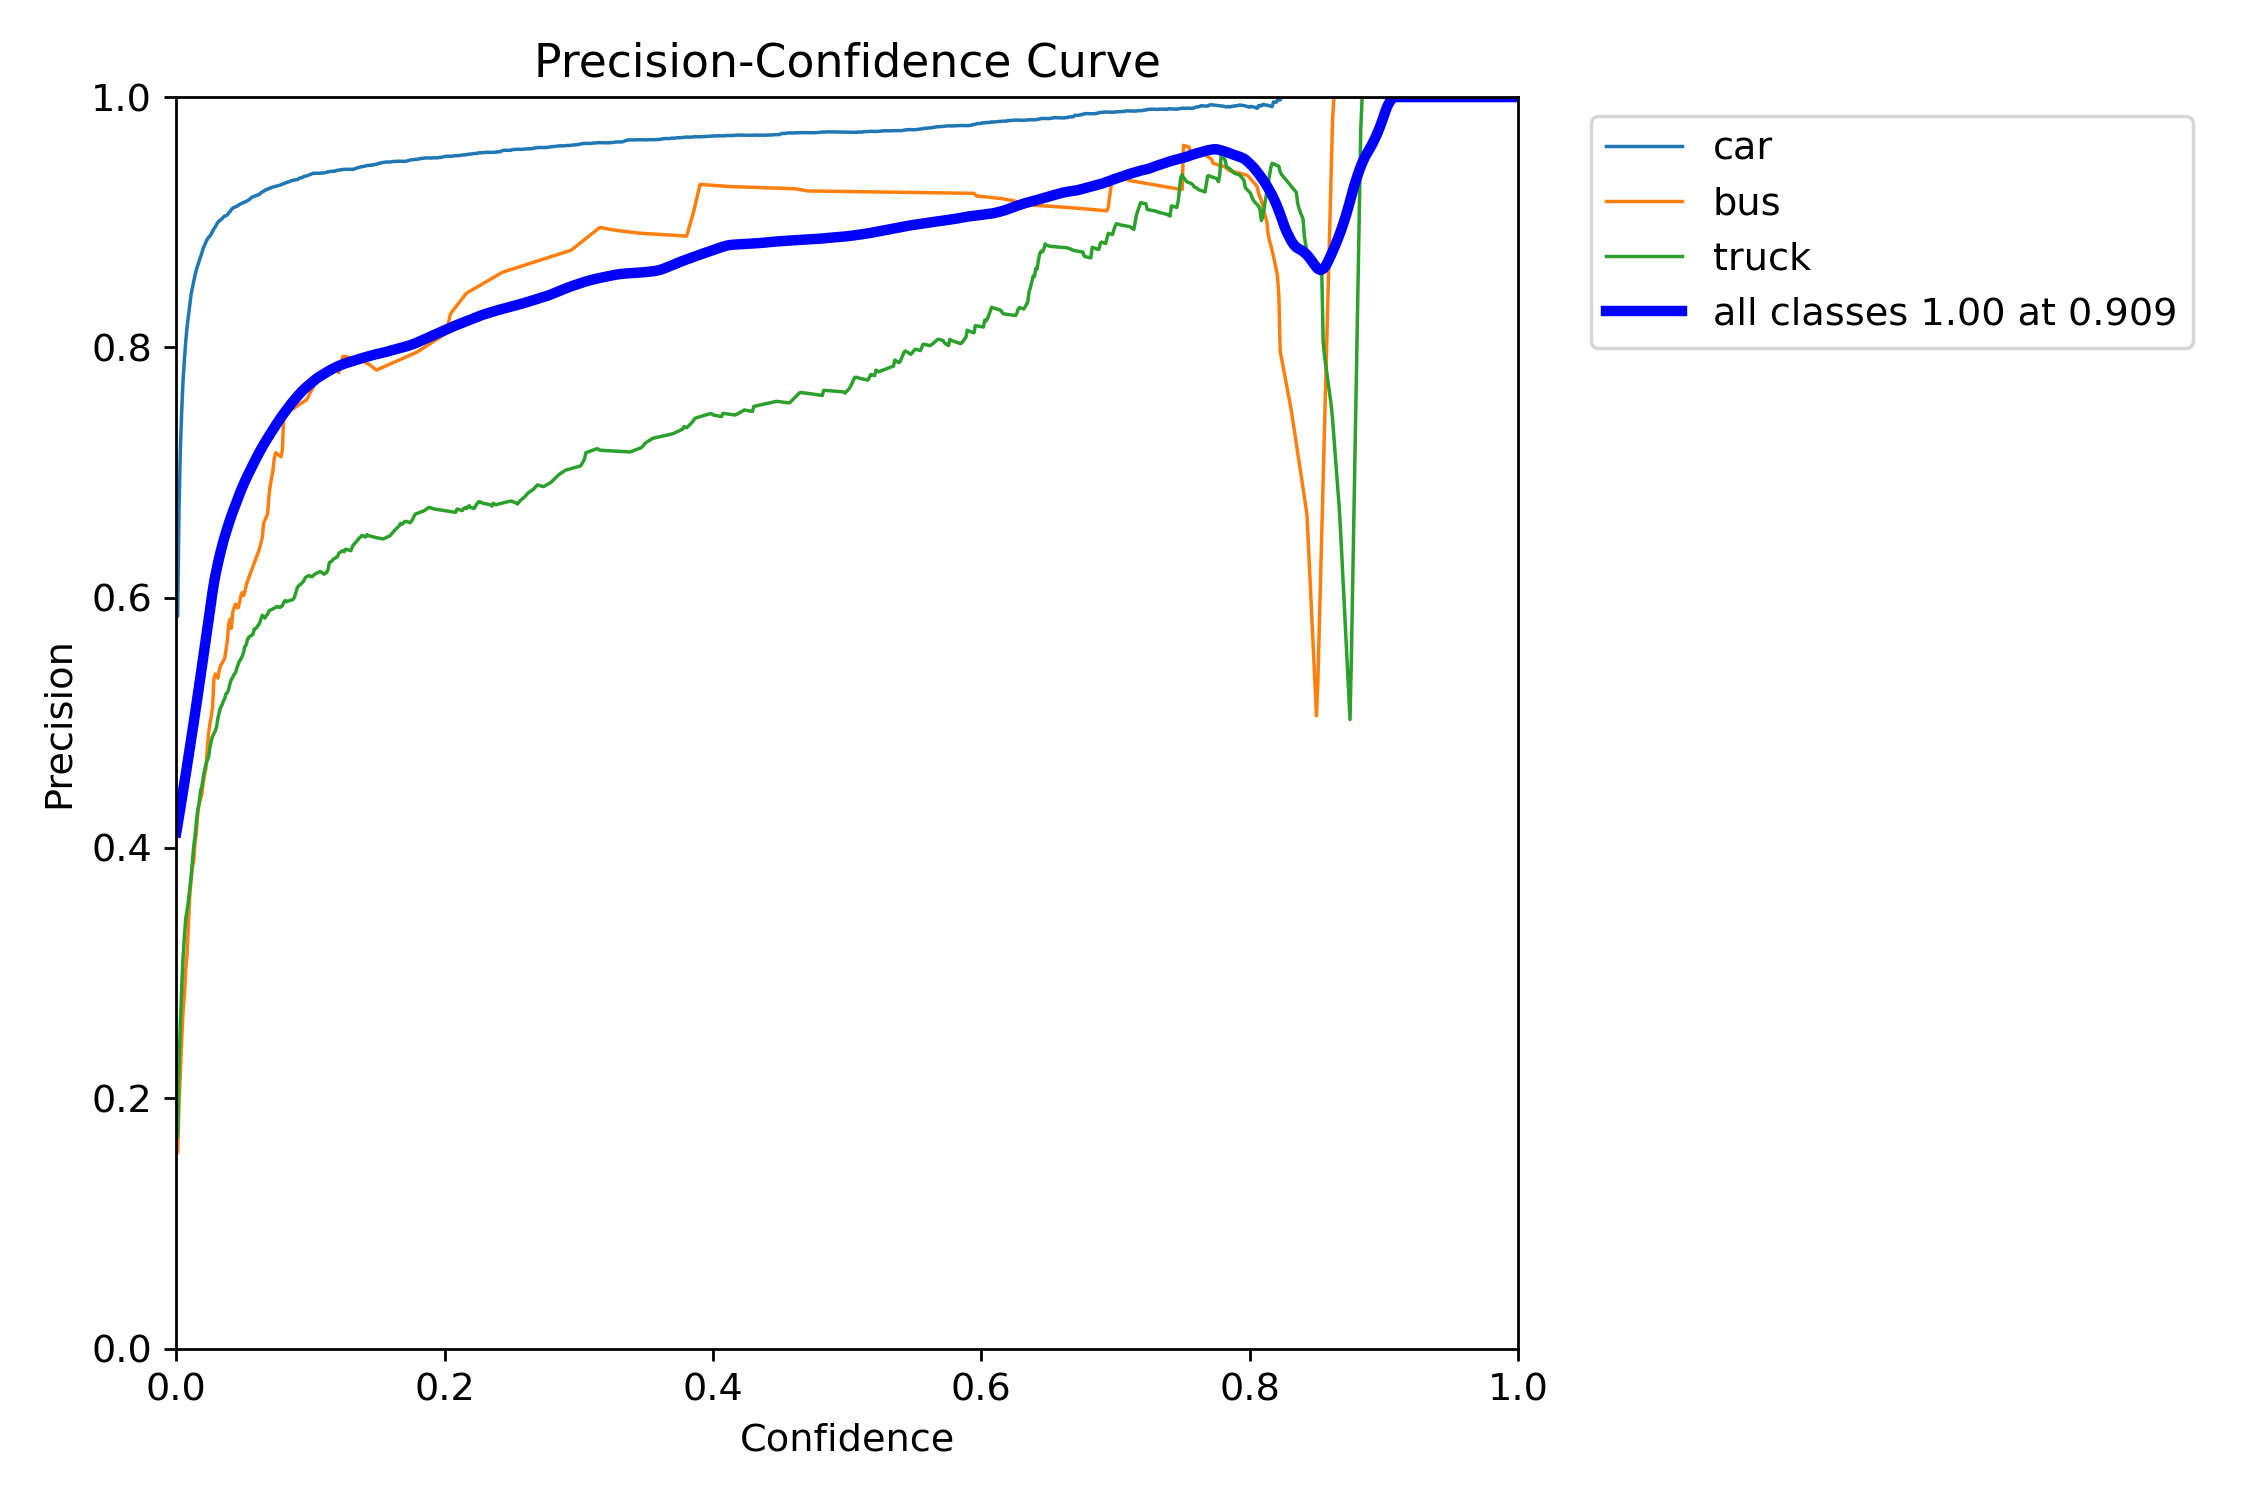 Precision-Confidence Curve
1.0
0.8
0.6
0.4
0.2
0.0
Precision
0.0 0.2 0.4 0.6 0.8 1.0
Confidence
car
bus
truck
all classes 1.00 at 0.909